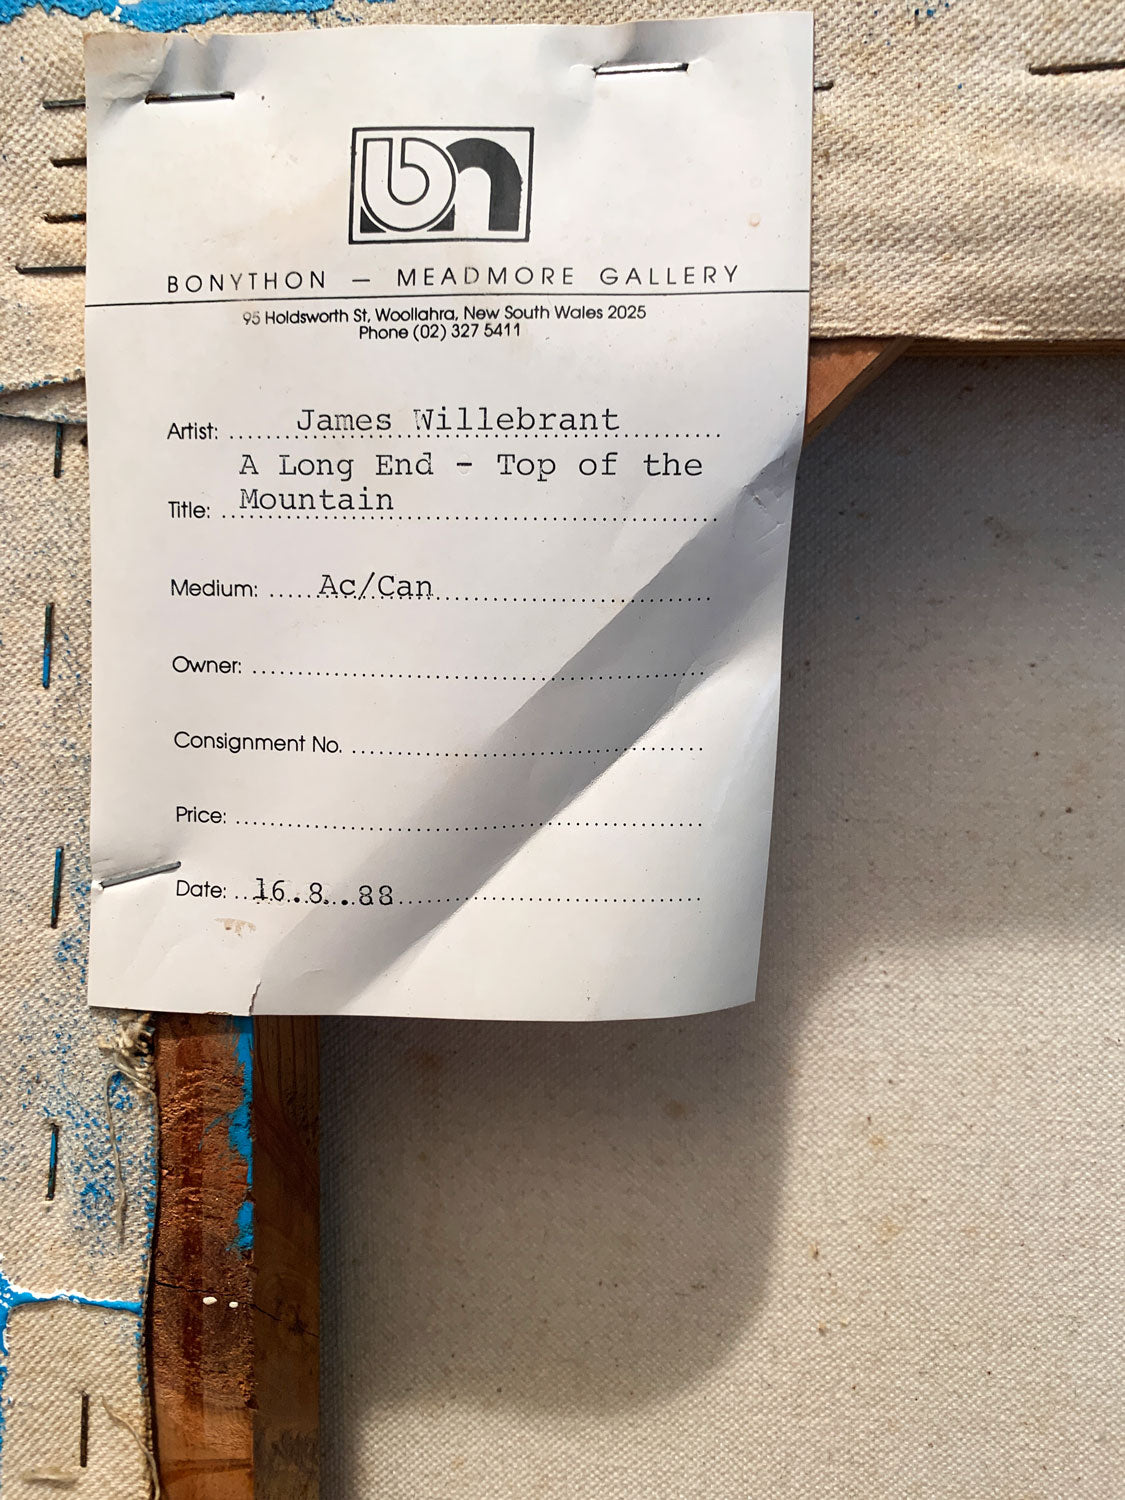 bn
BONYTHON — MEADMORE GALLERY
95 Holdsworth St, Woollahra, New South Wales 2025
Phone (02) 327 5411
Artist: James Willebrant
A Long End - Top of the
Title: Mountain
Medium: Ac/Can
Owner:
Consignment No.
Price:
Date: 16.8..88